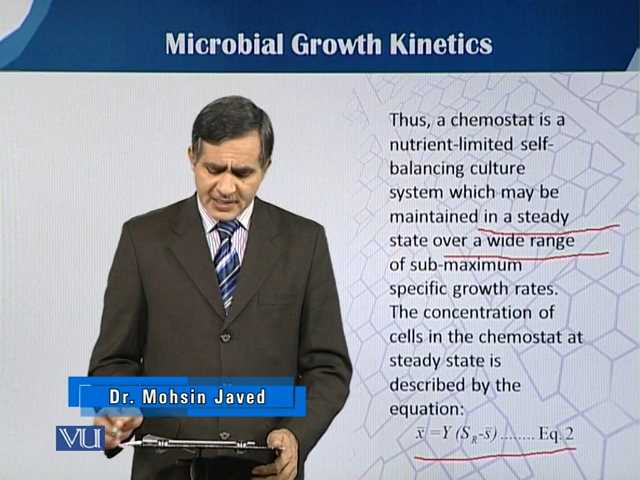 Microbial Growth Kinetics
Thus, a chemostat is a
nutrient-limited self-
balancing culture
system which may be
maintained in a steady
state over a wide range
of sub-maximum
specific growth rates.
The concentration of
cells in the chemostat at
steady state is
described by the
equation:
x̄ =Y (S_R-s̄) ........ Eq. 2
Dr. Mohsin Javed
VU